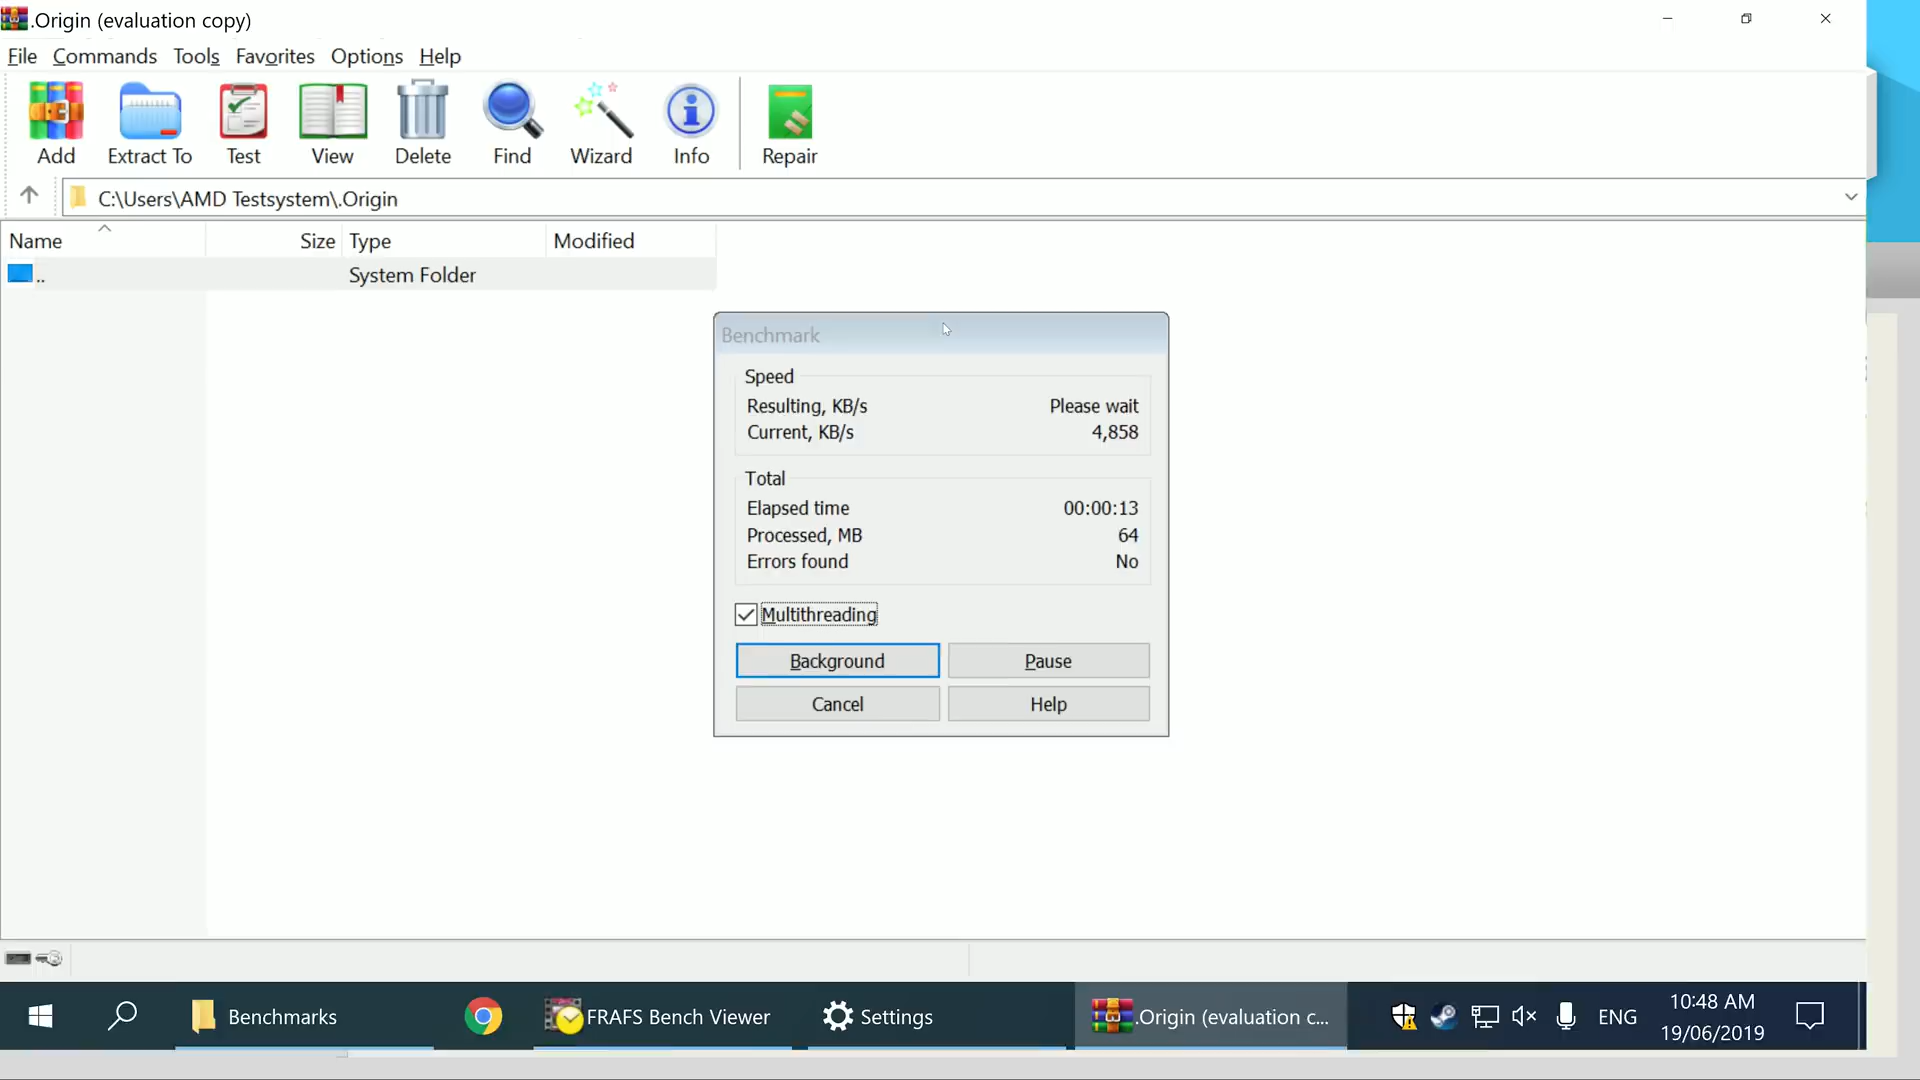 .Origin (evaluation copy)
File Commands Tools Favorites Options Help
Add Extract To Test View Delete Find Wizard Info Repair
C:\Users\AMD Testsystem\.Origin
Name Size Type Modified
.. System Folder
Benchmark
Speed
Resulting, KB/s Please wait
Current, KB/s 4,858
Total
Elapsed time 00:00:13
Processed, MB 64
Errors found No
Multithreading
Background Pause
Cancel Help
Benchmarks FRAFS Bench Viewer Settings .Origin (evaluation c... ENG 10:48 AM
19/06/2019